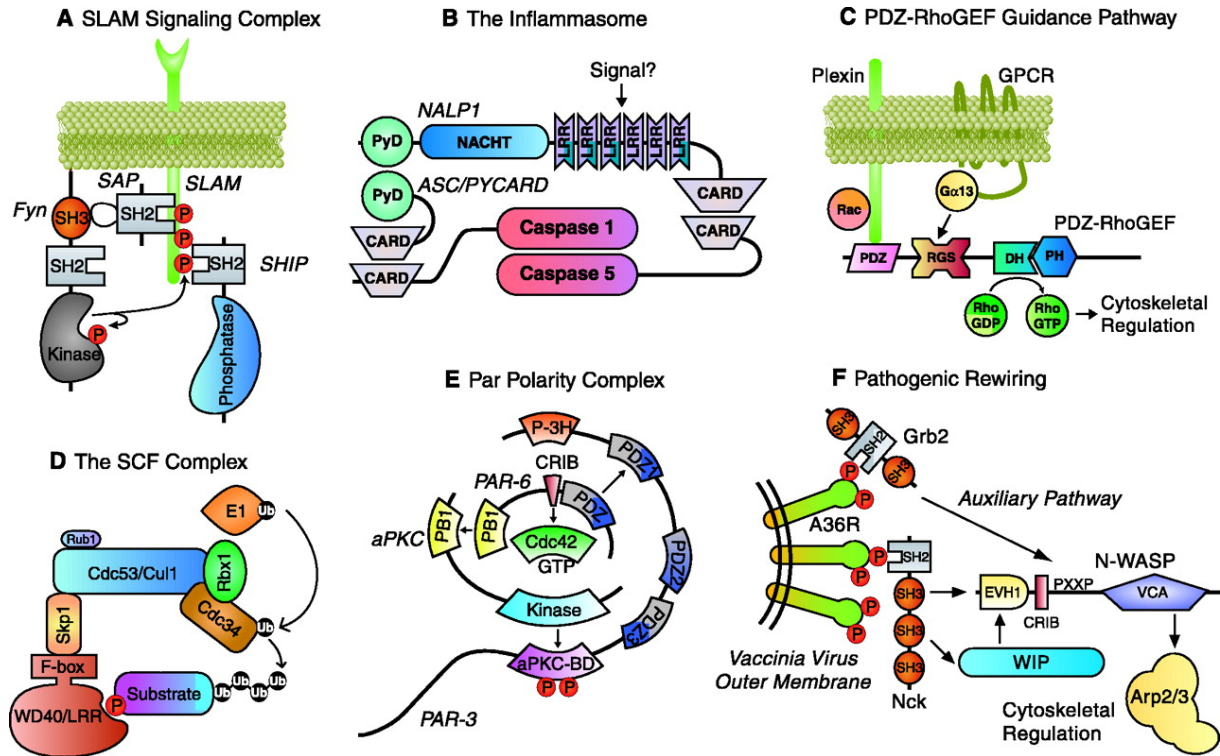 A SLAM Signaling Complex
SAP
SLAM
Fyn
SH3
SH2
P
P
SH2
P
SH2
SHIP
P
Kinase
Phosphatase
B The Inflammasome
Signal?
NALP1
PyD
NACHT
LRR
LRR
LRR
LRR
LRR
LRR
ASC/PYCARD
PyD
CARD
CARD
Caspase 1
CARD
CARD
Caspase 5
C PDZ-RhoGEF Guidance Pathway
Plexin
GPCR
Gα13
Rac
PDZ-RhoGEF
PDZ
RGS
DH
PH
Rho
GDP
Rho
GTP
Cytoskeletal
Regulation
D The SCF Complex
E1
Ub
Rub1
Cdc53/Cul1
Rbx1
Skp1
Cdc34
Ub
F-box
Substrate
Ub
Ub
Ub
Ub
P
WD40/LRR
E Par Polarity Complex
P-3H
CRIB
PDZ1
PAR-6
PDZ
aPKC
PB1
PB1
Cdc42
GTP
PDZ2
Kinase
PDZ3
aPKC-BD
P
P
PAR-3
F Pathogenic Rewiring
SH3
SH2
Grb2
SH3
P
P
Auxiliary Pathway
A36R
P
SH2
P
N-WASP
SH3
EVH1
PXXP
VCA
CRIB
P
P
SH3
WIP
SH3
Vaccinia Virus
Outer Membrane
Nck
Arp2/3
Cytoskeletal
Regulation